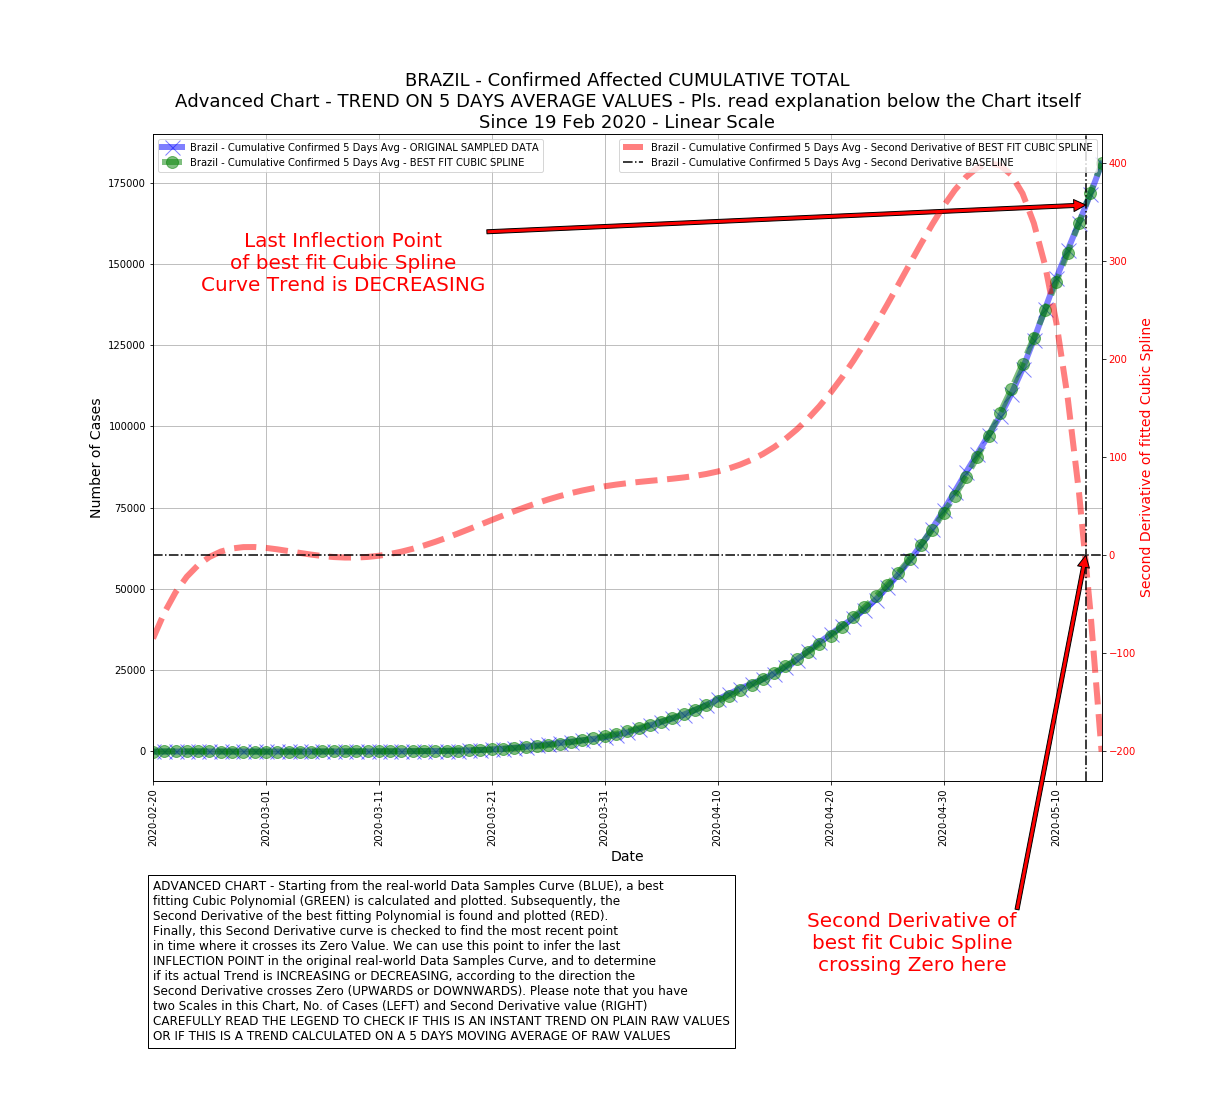 BRAZIL - Confirmed Affected CUMULATIVE TOTAL
Advanced Chart - TREND ON 5 DAYS AVERAGE VALUES - Pls. read explanation below the Chart itself
Since 19 Feb 2020 - Linear Scale
Brazil - Cumulative Confirmed 5 Days Avg - ORIGINAL SAMPLED DATA
Brazil - Cumulative Confirmed 5 Days Avg - BEST FIT CUBIC SPLINE
Brazil - Cumulative Confirmed 5 Days Avg - Second Derivative of BEST FIT CUBIC SPLINE
Brazil - Cumulative Confirmed 5 Days Avg - Second Derivative BASELINE
Last Inflection Point
of best fit Cubic Spline
Curve Trend is DECREASING
Number of Cases
175000
150000
125000
100000
75000
50000
25000
0
400
300
200
100
0
−100
−200
Second Derivative of fitted Cubic Spline
2020-02-20
2020-03-01
2020-03-11
2020-03-21
2020-03-31
2020-04-10
2020-04-20
2020-04-30
2020-05-10
Date
ADVANCED CHART - Starting from the real-world Data Samples Curve (BLUE), a best
fitting Cubic Polynomial (GREEN) is calculated and plotted. Subsequently, the
Second Derivative of the best fitting Polynomial is found and plotted (RED).
Finally, this Second Derivative curve is checked to find the most recent point
in time where it crosses its Zero Value. We can use this point to infer the last
INFLECTION POINT in the original real-world Data Samples Curve, and to determine
if its actual Trend is INCREASING or DECREASING, according to the direction the
Second Derivative crosses Zero (UPWARDS or DOWNWARDS). Please note that you have
two Scales in this Chart, No. of Cases (LEFT) and Second Derivative value (RIGHT)
CAREFULLY READ THE LEGEND TO CHECK IF THIS IS AN INSTANT TREND ON PLAIN RAW VALUES
OR IF THIS IS A TREND CALCULATED ON A 5 DAYS MOVING AVERAGE OF RAW VALUES
Second Derivative of
best fit Cubic Spline
crossing Zero here